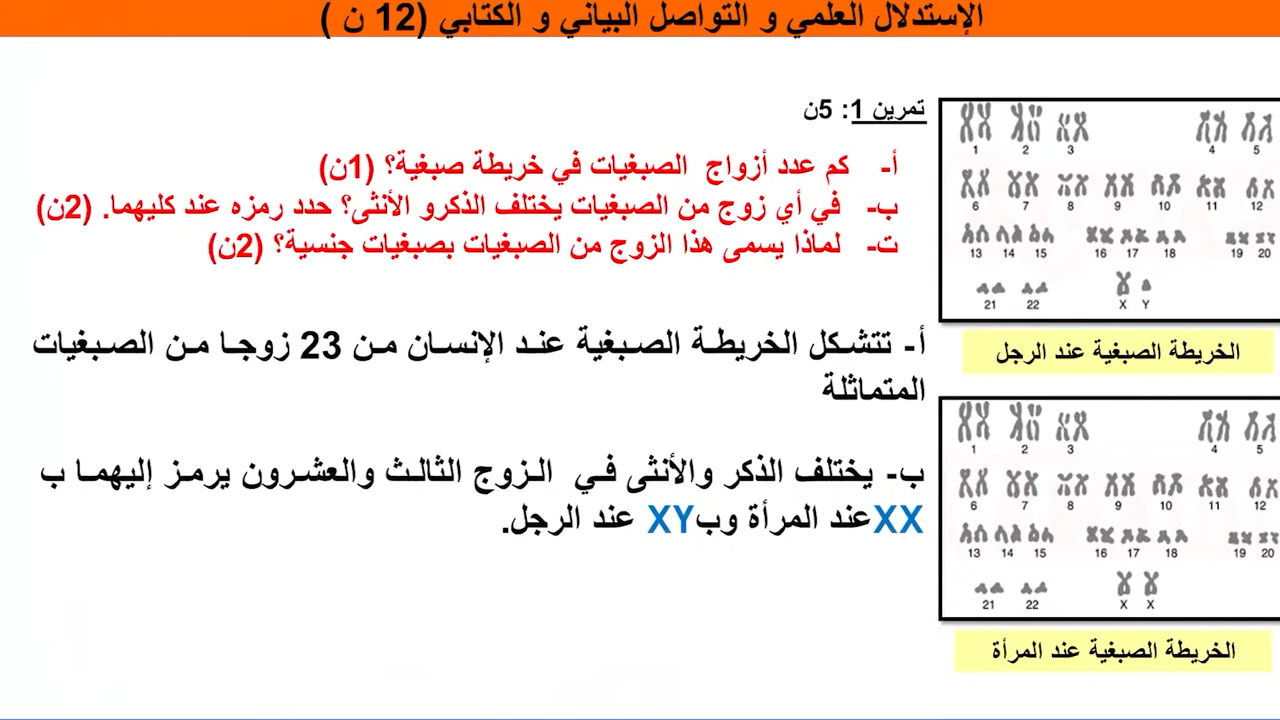 الإستدلال العلمي و التواصل البياني و الكتابي (12 ن )
تمرين 1: 5ن
أ- كم عدد أزواج الصبغيات في خريطة صبغية؟ (1ن)
ب- في أي زوج من الصبغيات يختلف الذكرو الأنثى؟ حدد رمزه عند كليهما. (2ن)
ت- لماذا يسمى هذا الزوج من الصبغيات بصبغيات جنسية؟ (2ن)
أ- تتشكل الخريطة الصبغية عند الإنسان من 23 زوجا من الصبغيات
المتماثلة
ب- يختلف الذكر والأنثى في الزوج الثالث والعشرون يرمز إليهما ب
XXعند المرأة وبXY عند الرجل.
1 2 3 4 5
6 7 8 9 10 11 12
13 14 15 16 17 18 19 20
21 22 X Y
الخريطة الصبغية عند الرجل
1 2 3 4 5
6 7 8 9 10 11 12
13 14 15 16 17 18 19 20
21 22 X X
الخريطة الصبغية عند المرأة